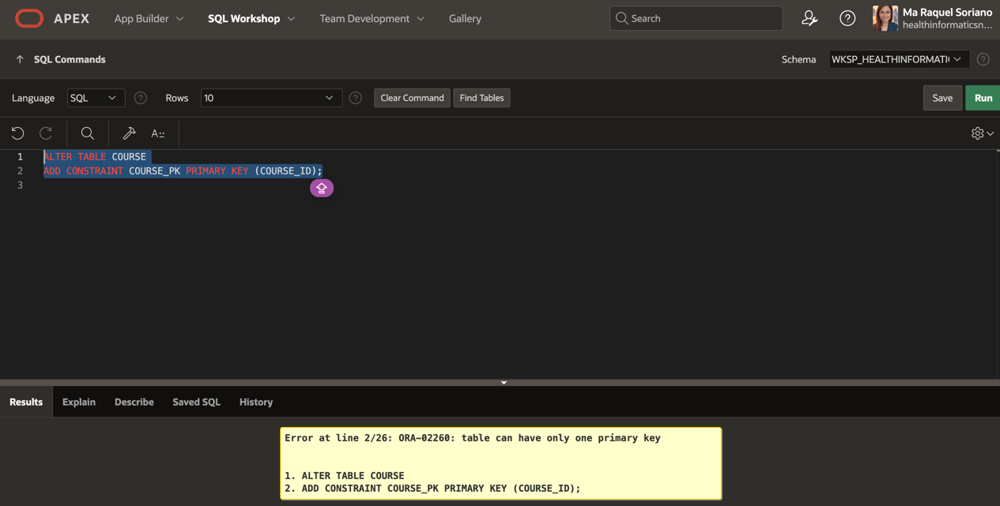 APEX App Builder SQL Workshop Team Development Gallery Search Ma Raquel Soriano
healthinformaticsn...
SQL Commands Schema WKSP_HEALTHINFORMATI
Language SQL Rows 10 Clear Command Find Tables Save Run
A::
1 ALTER TABLE COURSE
2 ADD CONSTRAINT COURSE_PK PRIMARY KEY (COURSE_ID);
3
Results Explain Describe Saved SQL History
Error at line 2/26: ORA-02260: table can have only one primary key
1. ALTER TABLE COURSE
2. ADD CONSTRAINT COURSE_PK PRIMARY KEY (COURSE_ID);